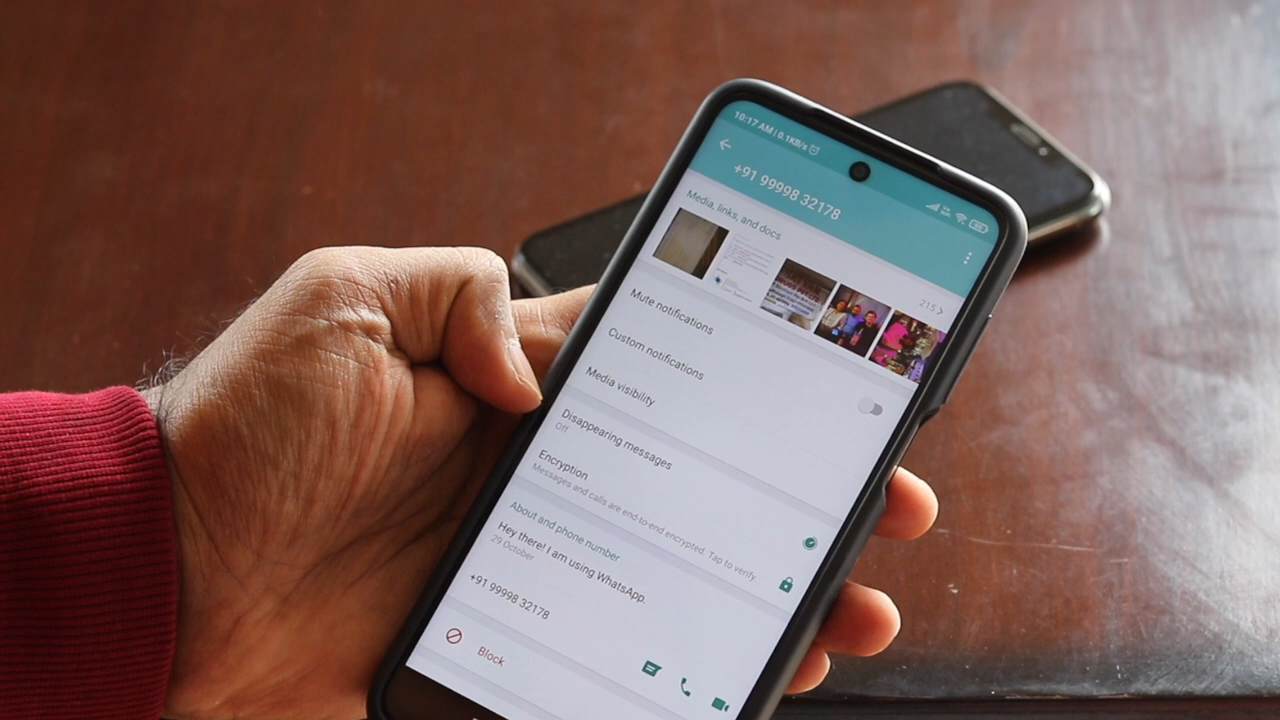 10:17 AM | 0.1KB/s
+91 99998 32178
Media, links, and docs
215 >
Mute notifications
Custom notifications
Media visibility
Disappearing messages
Off
Encryption
Messages and calls are end-to-end encrypted. Tap to verify.
About and phone number
Hey there! I am using WhatsApp.
29 October
+91 99998 32178
Block